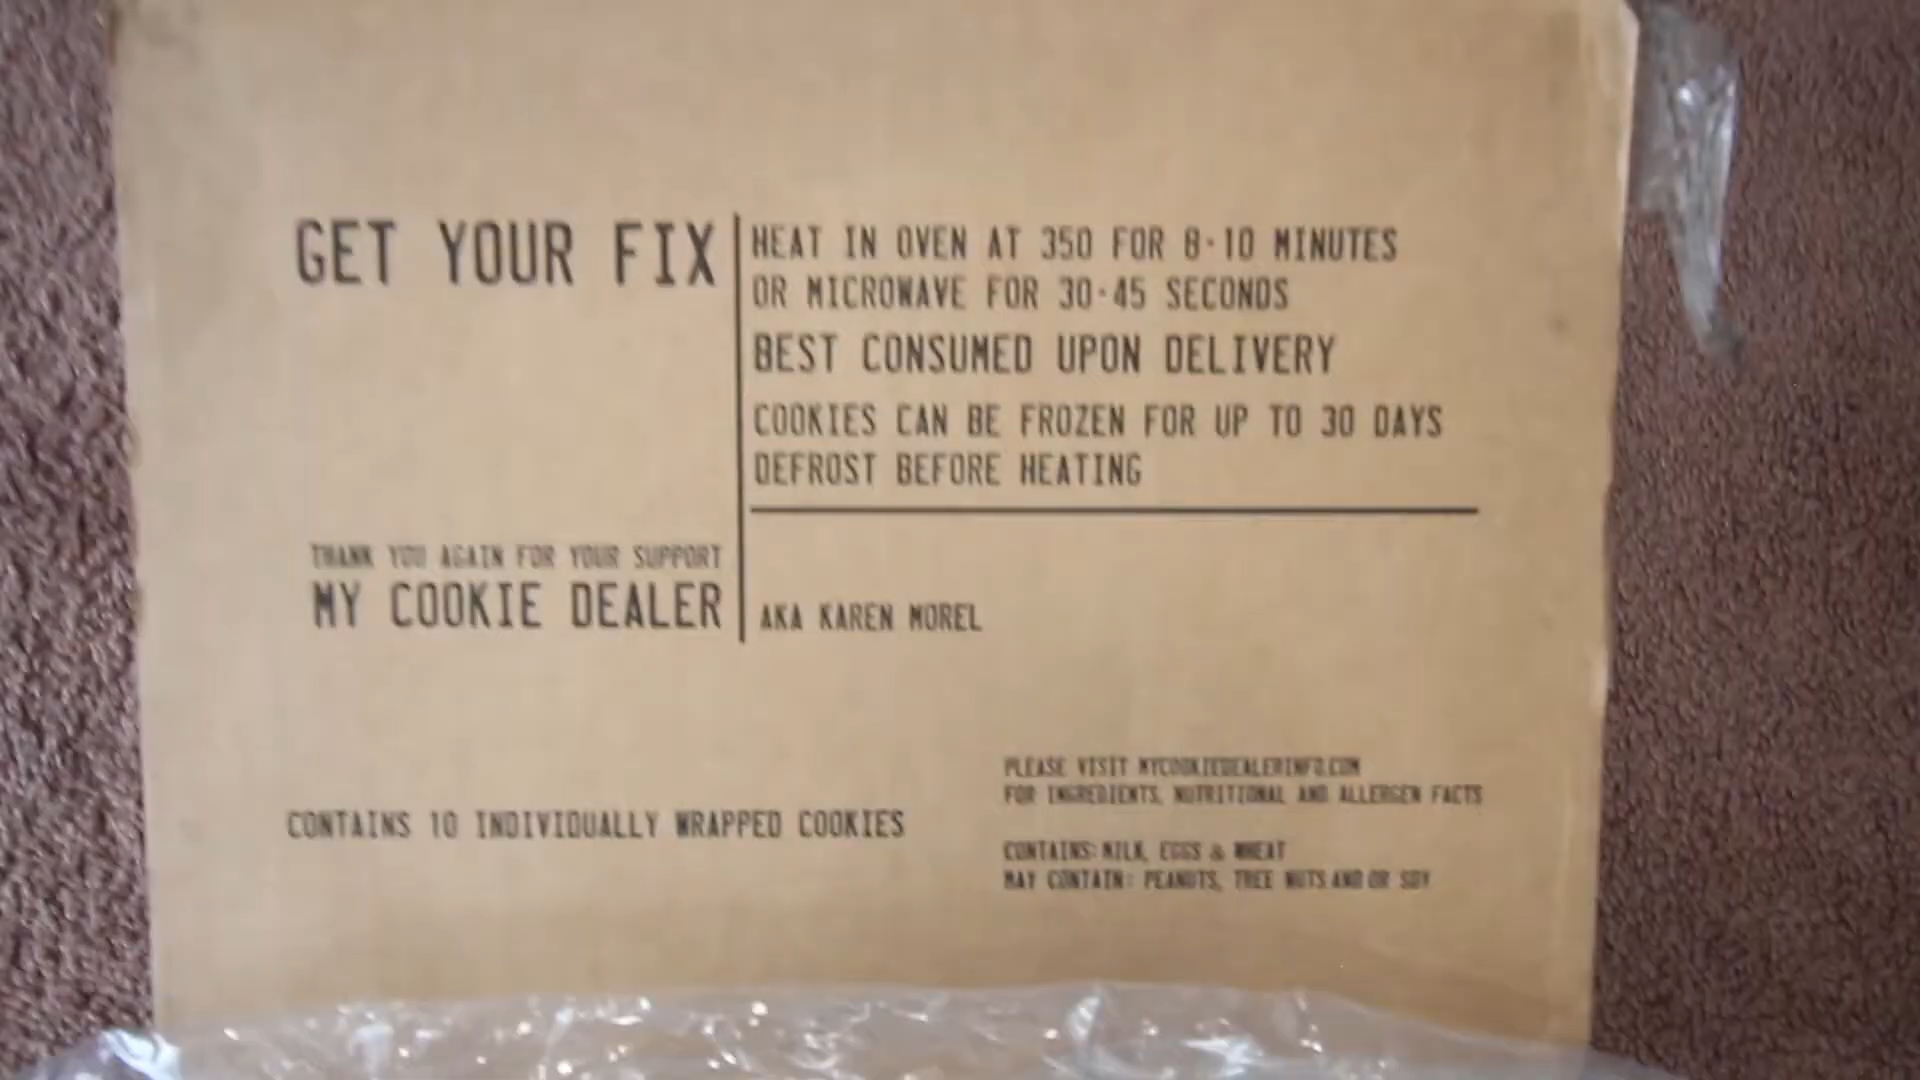 GET YOUR FIX
HEAT IN OVEN AT 350 FOR 8-10 MINUTES
OR MICROWAVE FOR 30-45 SECONDS
BEST CONSUMED UPON DELIVERY
COOKIES CAN BE FROZEN FOR UP TO 30 DAYS
DEFROST BEFORE HEATING
THANK YOU AGAIN FOR YOUR SUPPORT
MY COOKIE DEALER
AKA KAREN MOREL
CONTAINS 10 INDIVIDUALLY WRAPPED COOKIES
PLEASE VISIT MYCOOKIEDEALERINFO.COM
FOR INGREDIENTS, NUTRITIONAL AND ALLERGEN FACTS
CONTAINS: MILK, EGGS & WHEAT
MAY CONTAIN: PEANUTS, TREE NUTS AND OR SOY